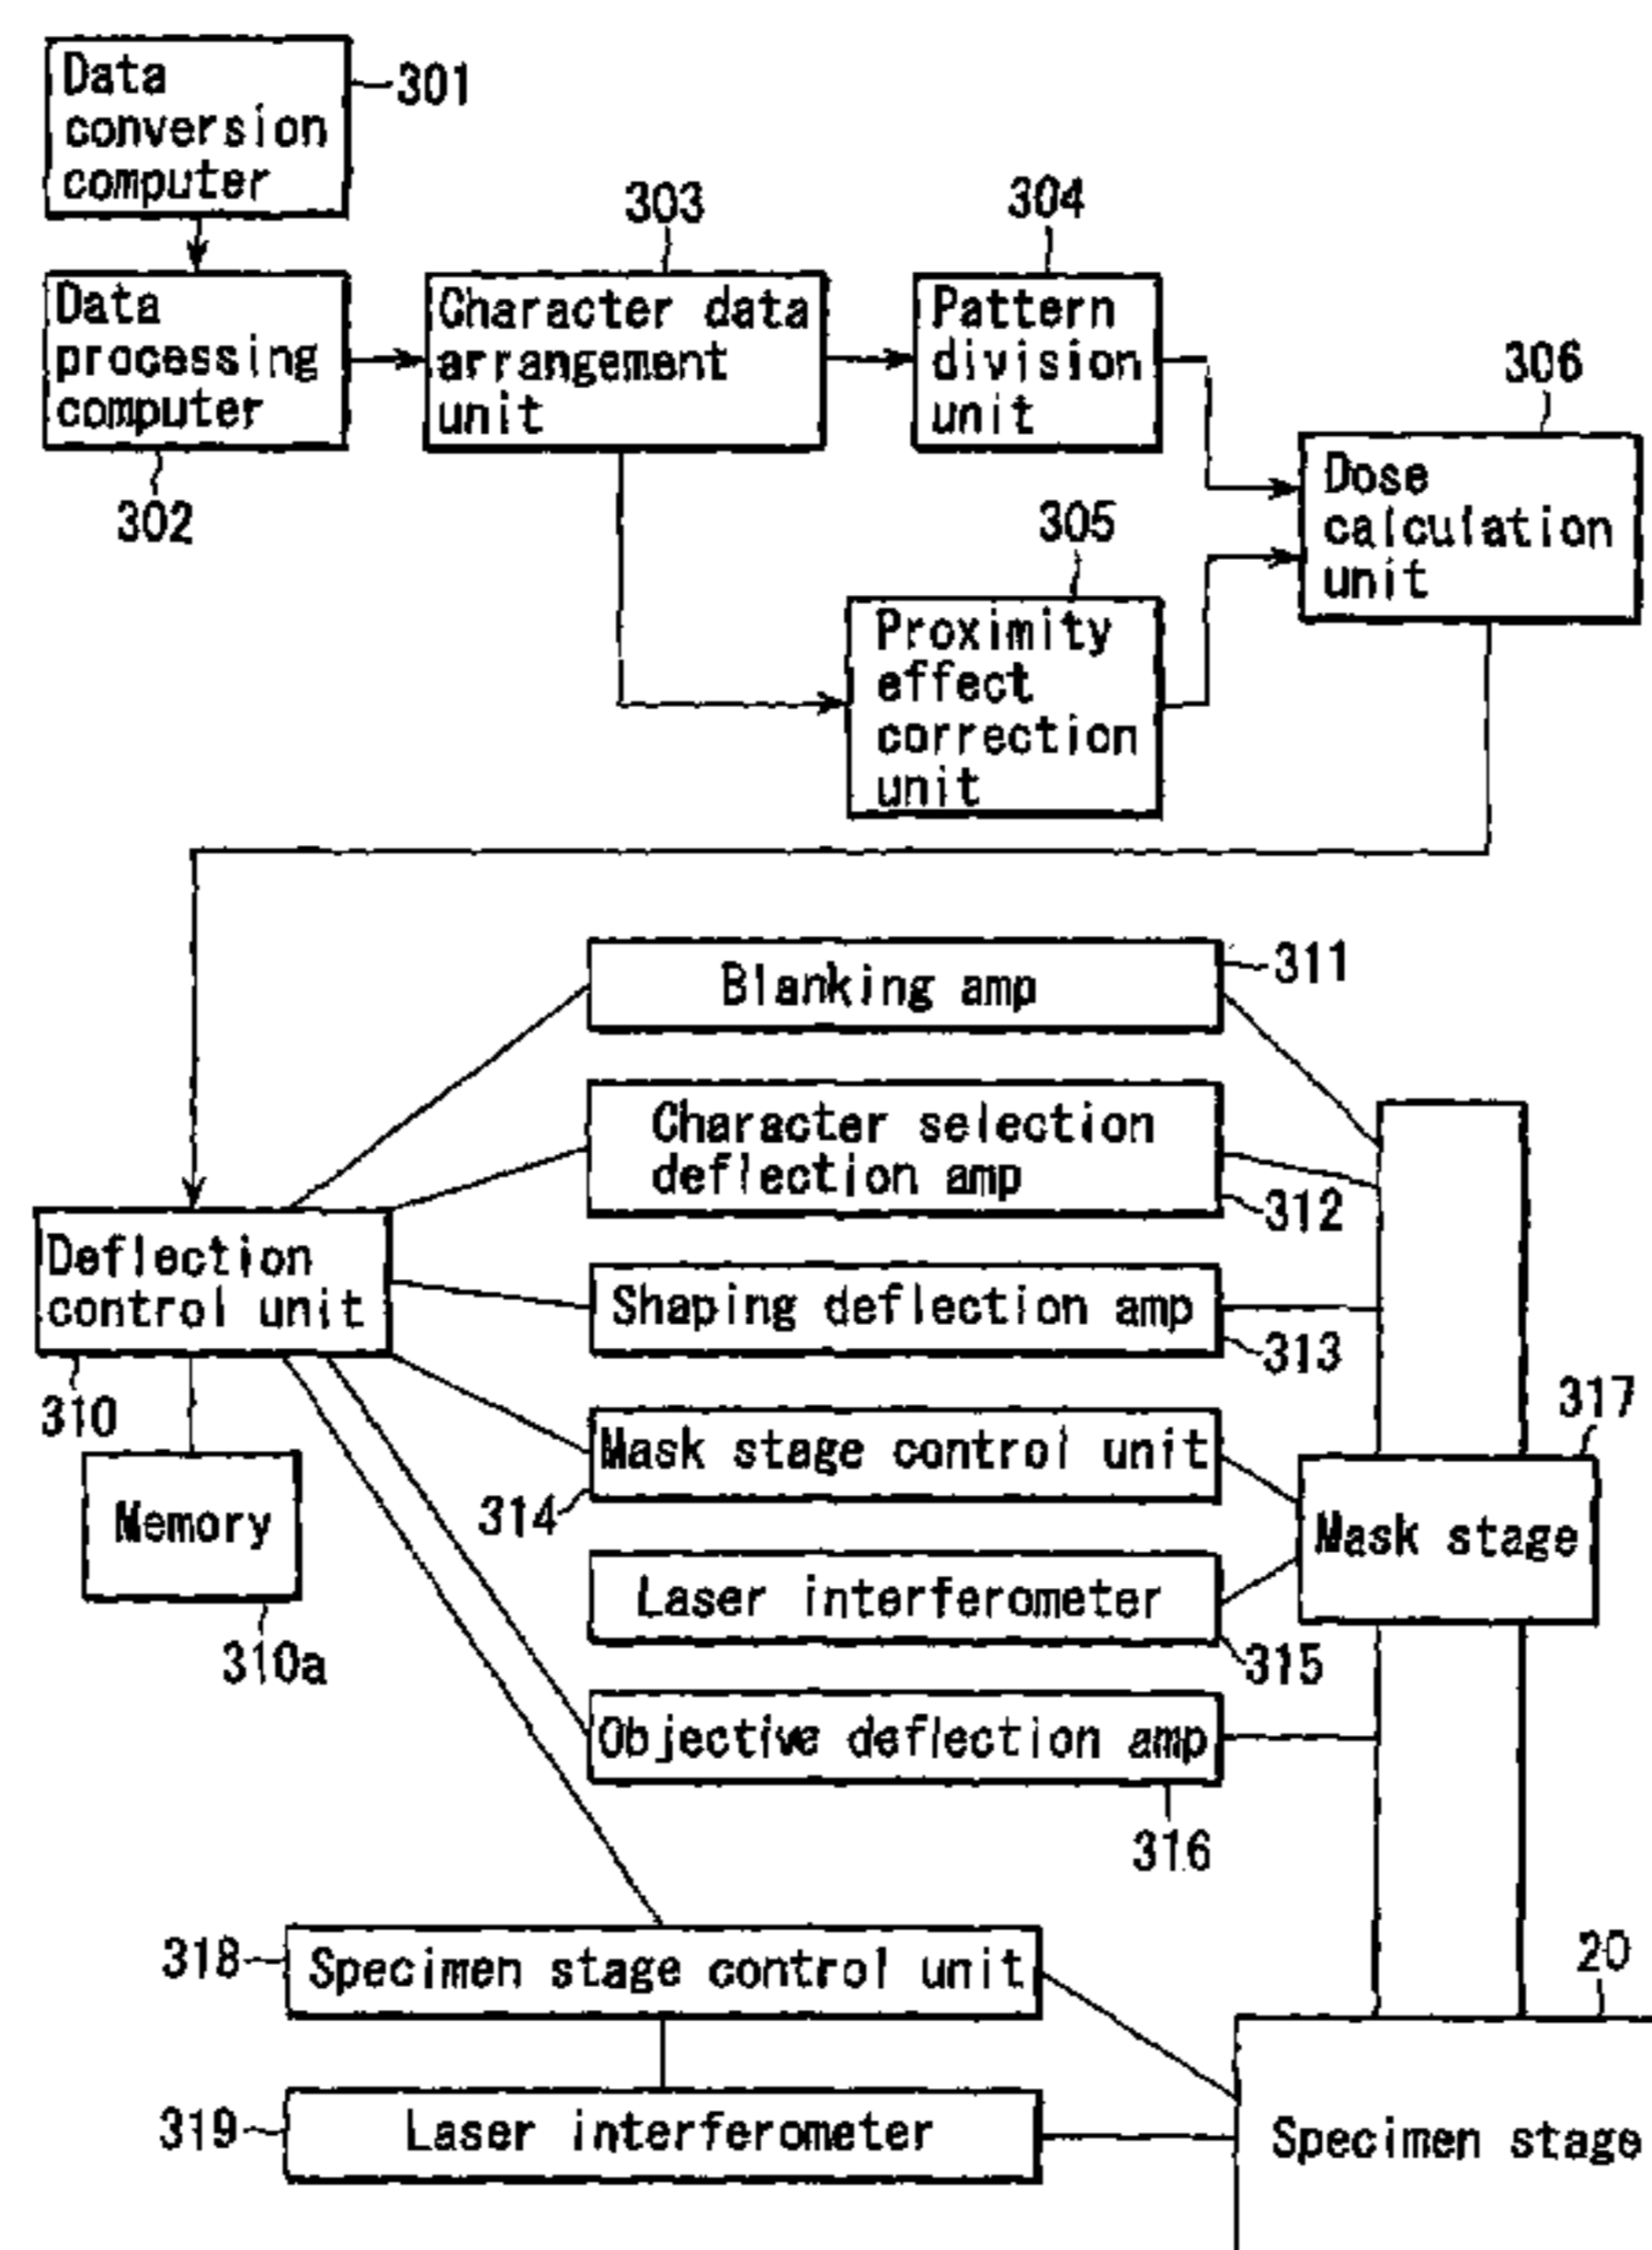 Data
conversion
computer
301
303
304
Data
processing
computer
302
Character data
arrangement
unit
Pattern
division
unit
306
Dose
calculation
unit
305
Proximity
effect
correction
unit
Blanking amp
311
Character selection
deflection amp
312
Deflection
control unit
310
Shaping deflection amp
313
317
Mask stage control unit
314
Mask stage
Memory
310a
Laser interferometer
315
Objective deflection amp
316
318
Specimen stage control unit
20
319
Laser interferometer
Specimen stage